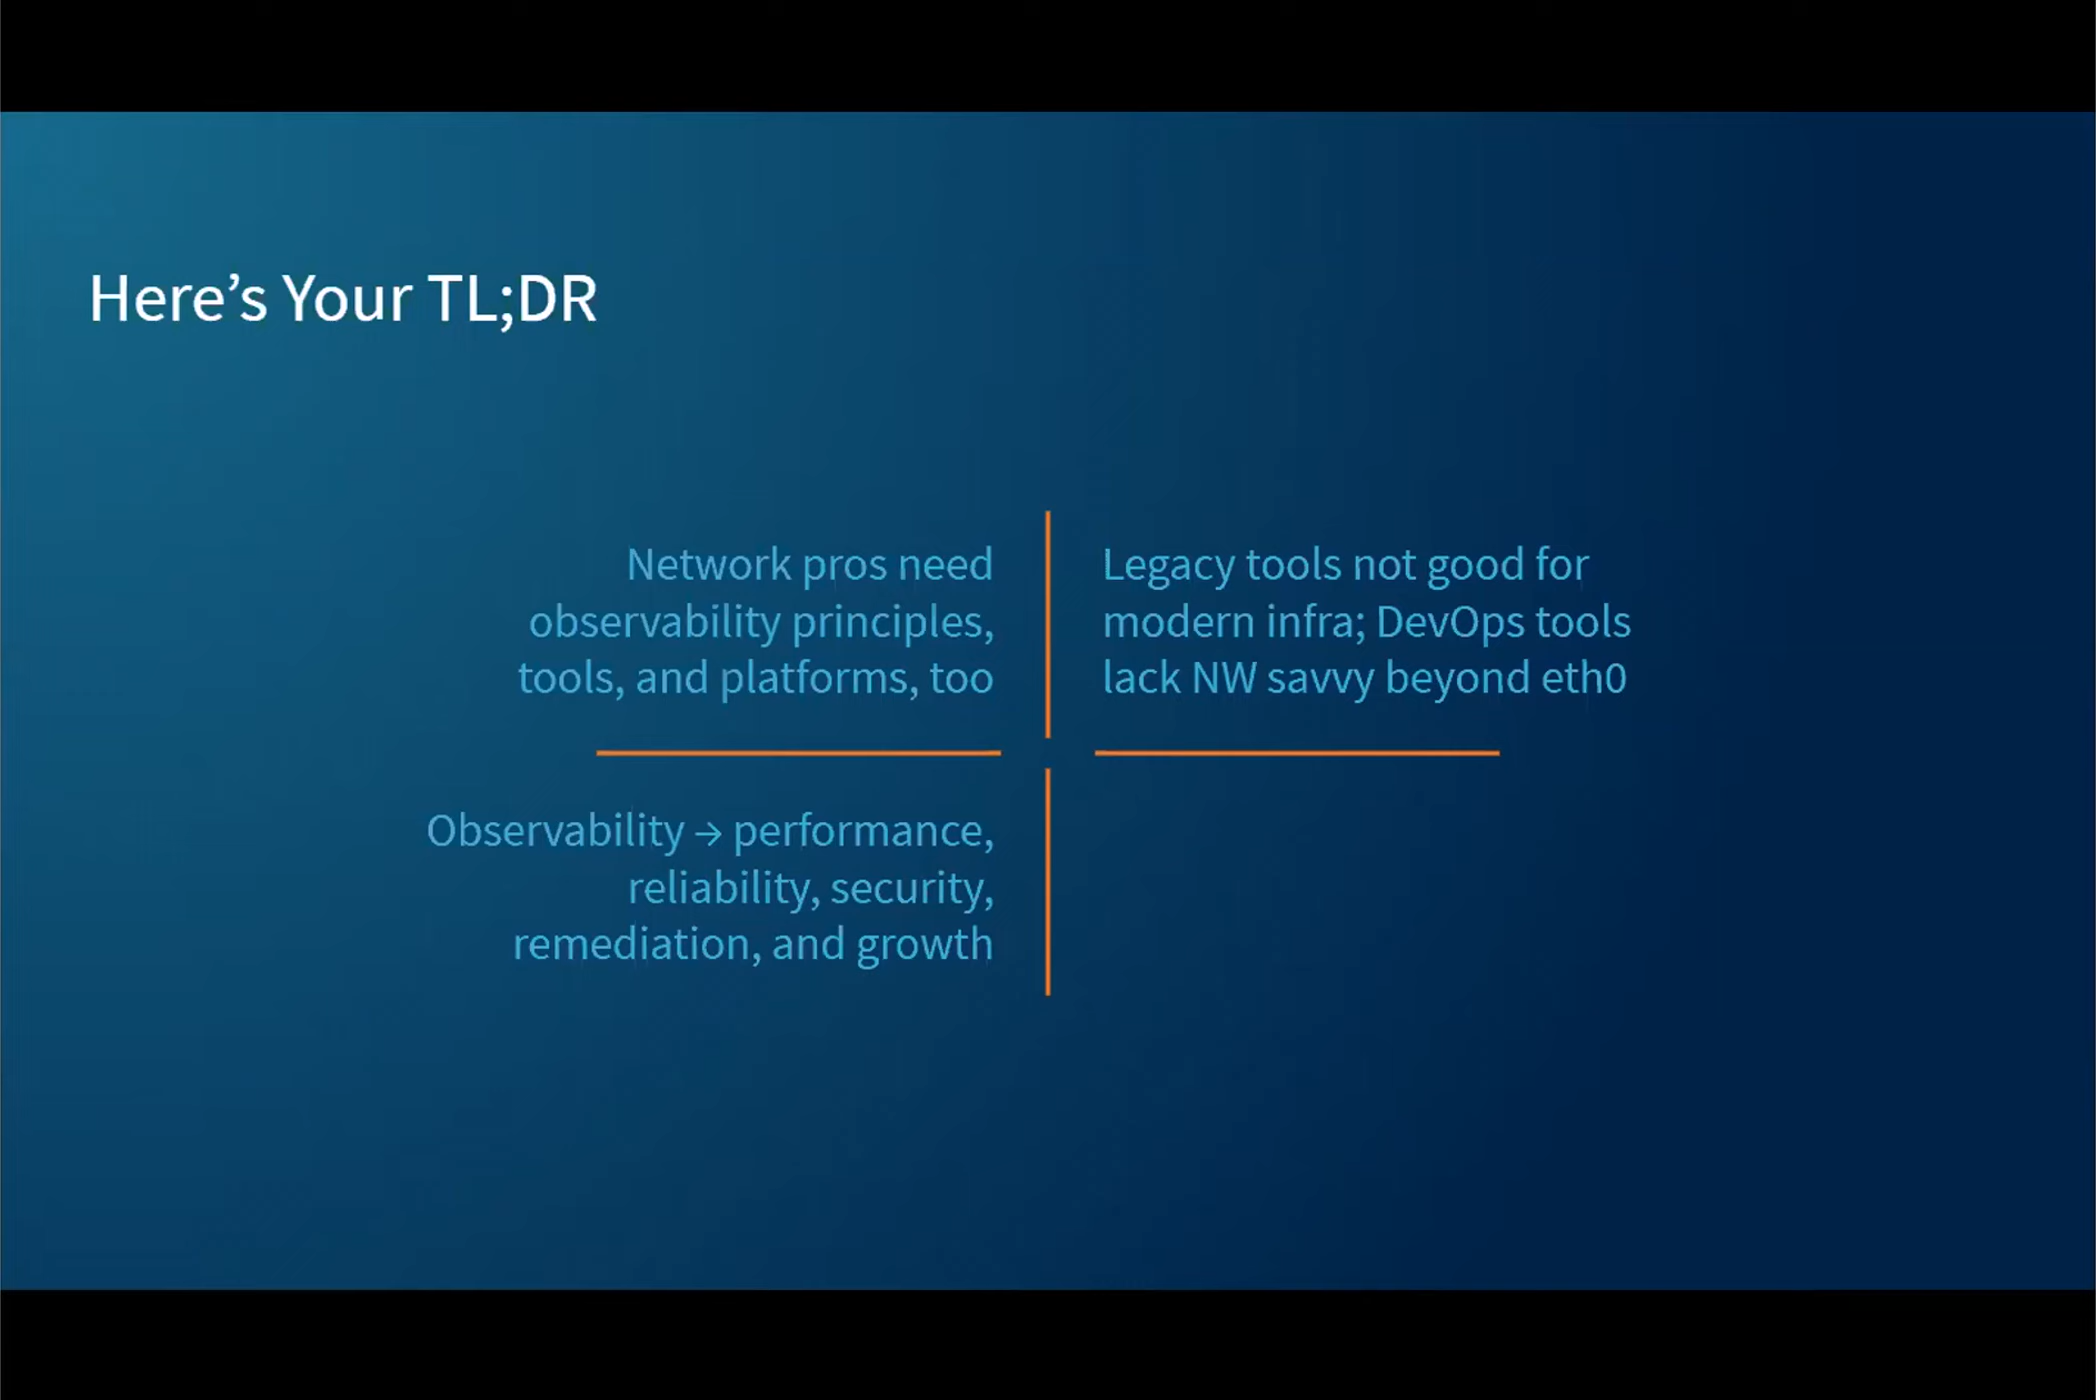 Here’s Your TL;DR
Network pros need
observability principles,
tools, and platforms, too
Legacy tools not good for
modern infra; DevOps tools
lack NW savvy beyond eth0
Observability → performance,
reliability, security,
remediation, and growth